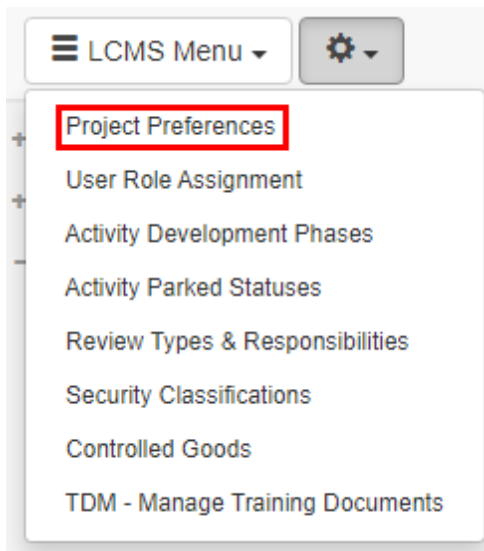 LCMS Menu
Project Preferences
User Role Assignment
Activity Development Phases
Activity Parked Statuses
Review Types & Responsibilities
Security Classifications
Controlled Goods
TDM - Manage Training Documents